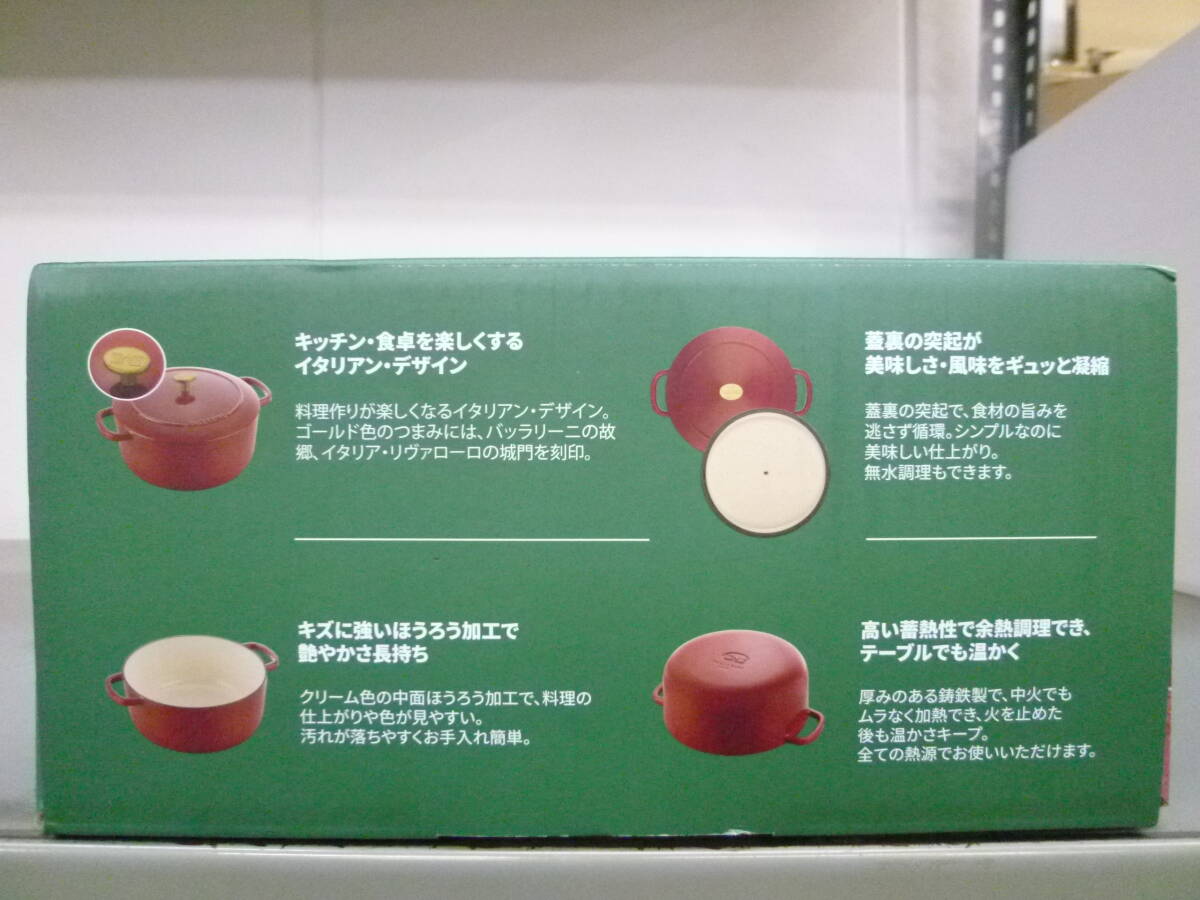 キッチン・食卓を楽しくする
イタリアン・デザイン
料理作りが楽しくなるイタリアン・デザイン。
ゴールド色のつまみには、バッラリーニの故
郷、イタリア・リヴァローロの城門を刻印。
蓋裏の突起が
美味しさ・風味をギュッと凝縮
蓋裏の突起で、食材の旨みを
逃さず循環。シンプルなのに
美味しい仕上がり。
無水調理もできます。
キズに強いほうろう加工で
艶やかさ長持ち
クリーム色の中面ほうろう加工で、料理の
仕上がりや色が見やすい。
汚れが落ちやすくお手入れ簡単。
高い蓄熱性で余熱調理でき、
テーブルでも温かく
厚みのある鋳鉄製で、中火でも
ムラなく加熱でき、火を止めた
後も温かさキープ。
全ての熱源でお使いいただけます。